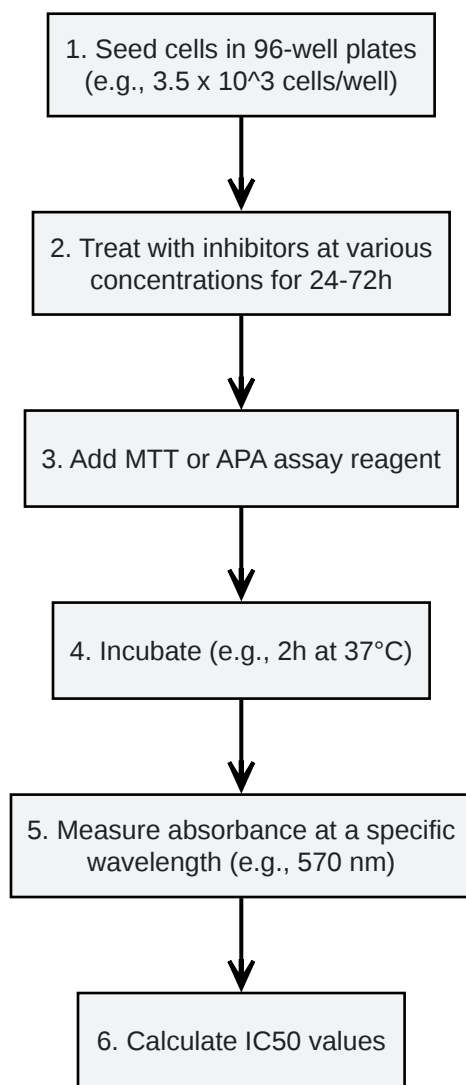 1. Seed cells in 96-well plates
(e.g., 3.5 x 10^3 cells/well)
2. Treat with inhibitors at various
concentrations for 24-72h
3. Add MTT or APA assay reagent
4. Incubate (e.g., 2h at 37°C)
5. Measure absorbance at a specific
wavelength (e.g., 570 nm)
6. Calculate IC50 values